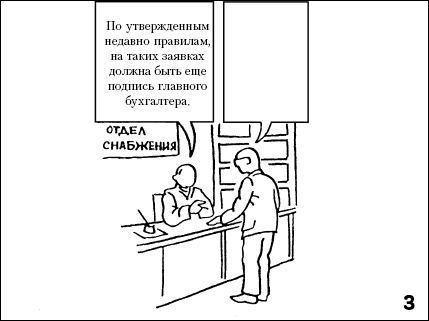 По утвержденным
недавно правилам,
на таких заявках
должна быть еще
подпись главного
бухгалтера.
ОТДЕЛ
СНАБЖЕНИЯ
3